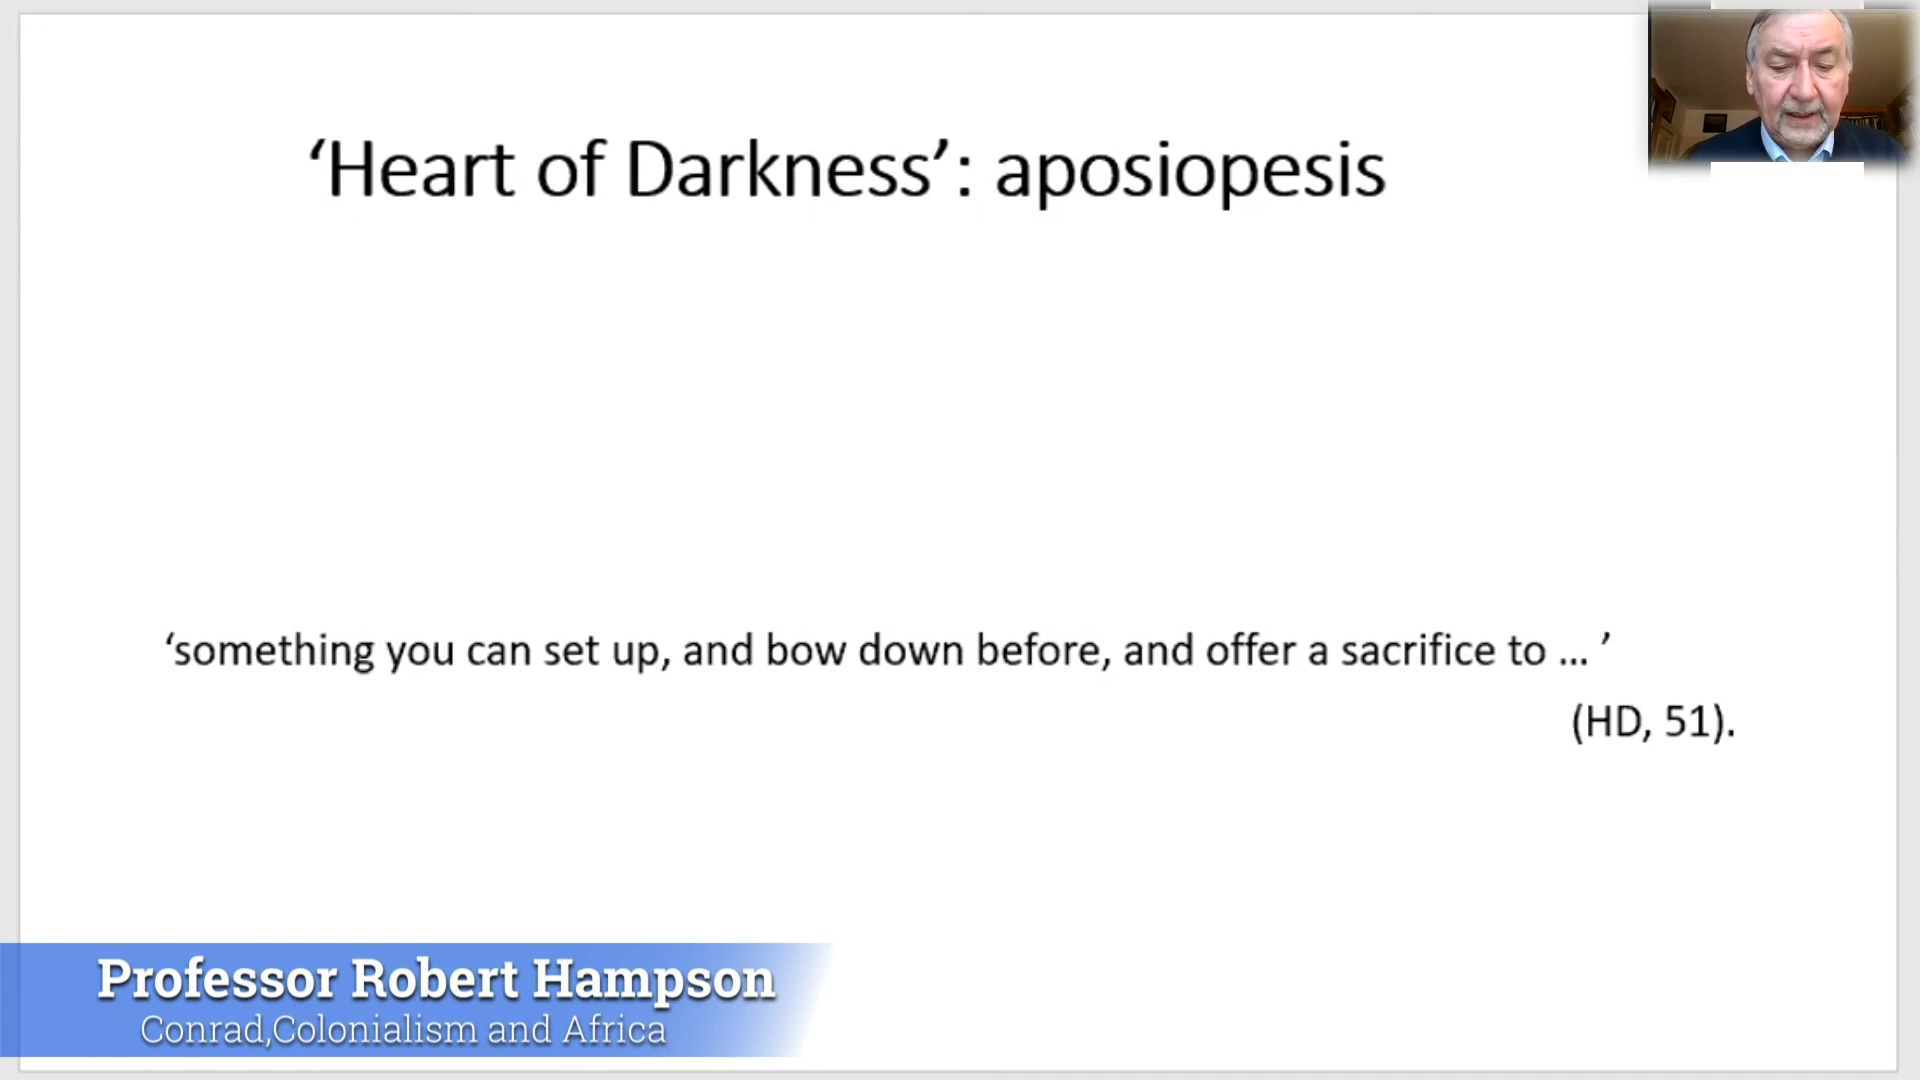 ‘Heart of Darkness’: aposiopesis
‘something you can set up, and bow down before, and offer a sacrifice to ... ’
(HD, 51).
Professor Robert Hampson
Conrad,Colonialism and Africa